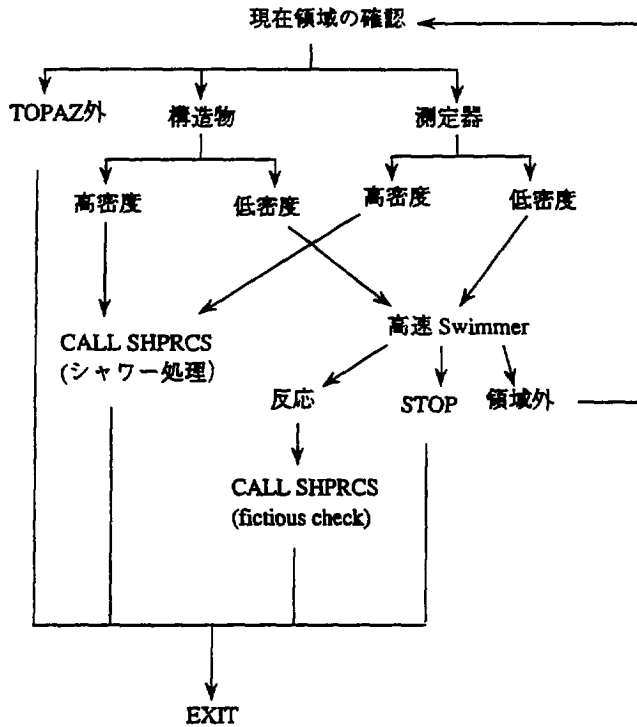 現在領域の確認
TOPAZ外
構造物
測定器
高密度
低密度
高密度
低密度
高速 Swimmer
CALL SHPRCS
(シャワー処理)
反応
STOP
領域外
CALL SHPRCS
(fictious check)
EXIT